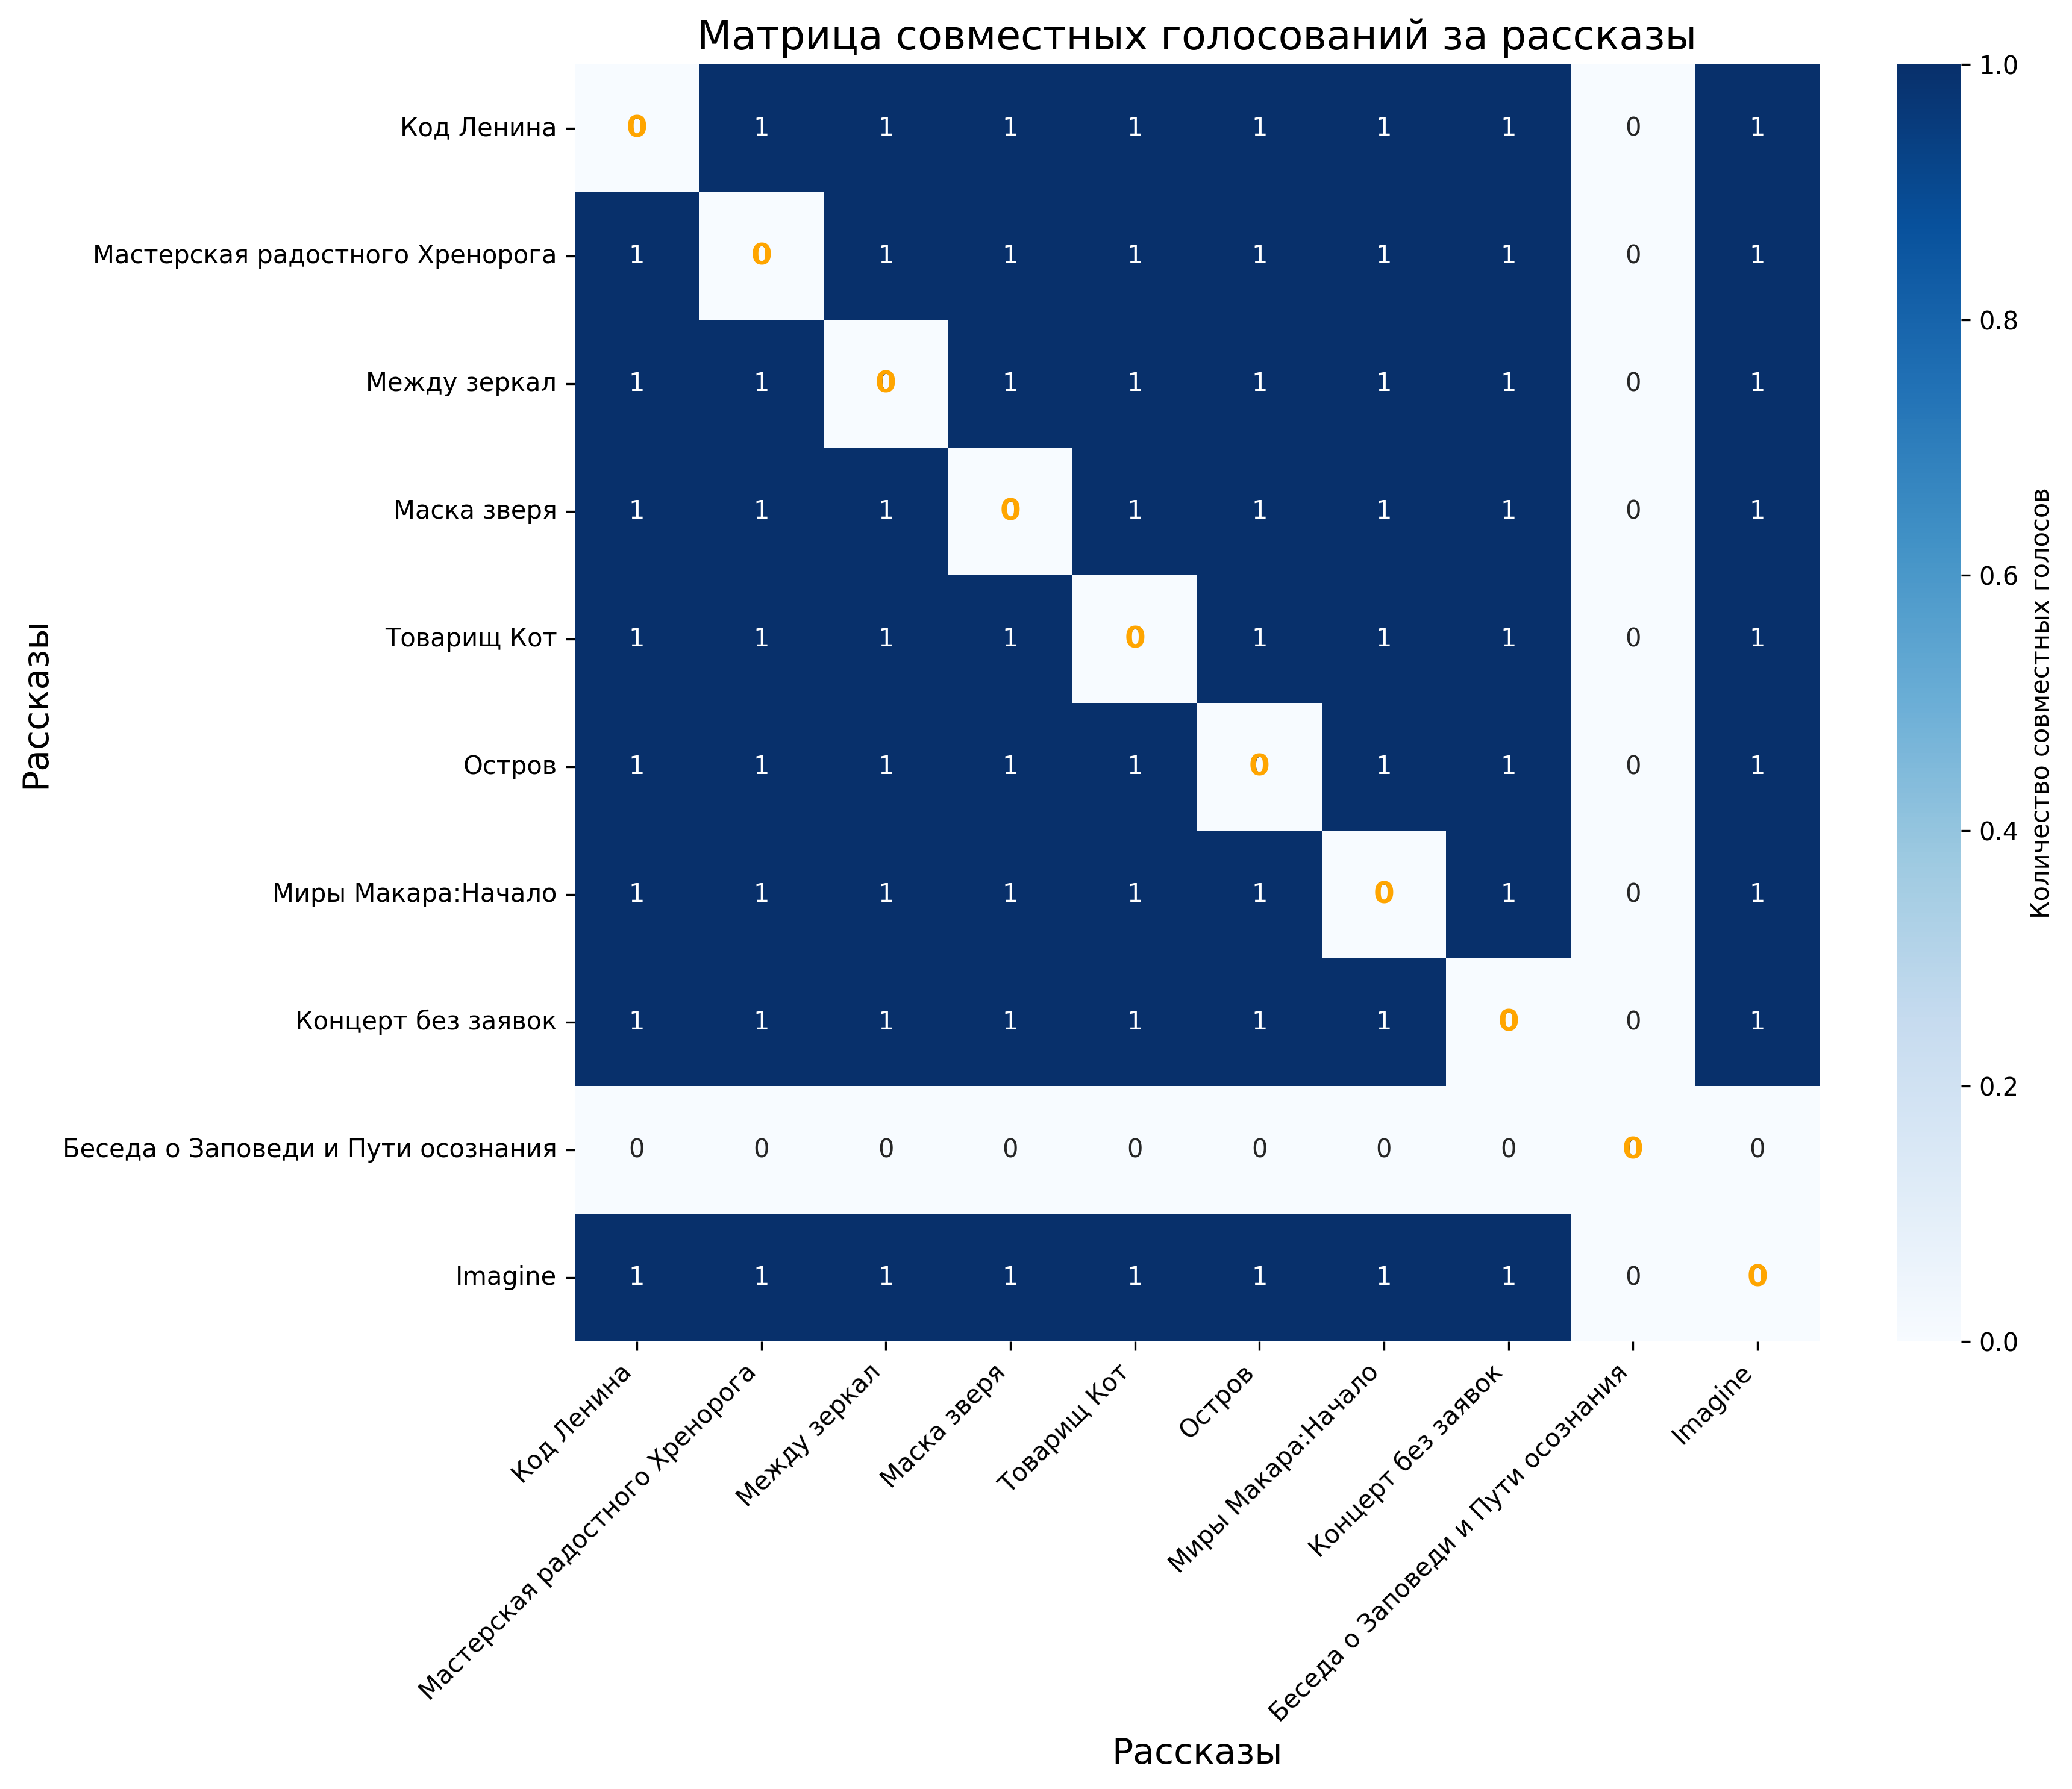 Матрица совместных голосований за рассказы
Рассказы
Код Ленина 0 1 1 1 1 1 1 1 0 1
Мастерская радостного Хренорога 1 0 1 1 1 1 1 1 0 1
Между зеркал 1 1 0 1 1 1 1 1 0 1
Маска зверя 1 1 1 0 1 1 1 1 0 1
Товарищ Кот 1 1 1 1 0 1 1 1 0 1
Остров 1 1 1 1 1 0 1 1 0 1
Миры Макара:Начало 1 1 1 1 1 1 0 1 0 1
Концерт без заявок 1 1 1 1 1 1 1 0 0 1
Беседа о Заповеди и Пути осознания 0 0 0 0 0 0 0 0 0 0
Imagine 1 1 1 1 1 1 1 1 0 0
Код Ленина
Мастерская радостного Хренорога
Между зеркал
Маска зверя
Товарищ Кот
Остров
Миры Макара:Начало
Концерт без заявок
Беседа о Заповеди и Пути осознания
Imagine
Рассказы
1.0
0.8
0.6
0.4
0.2
0.0
Количество совместных голосов